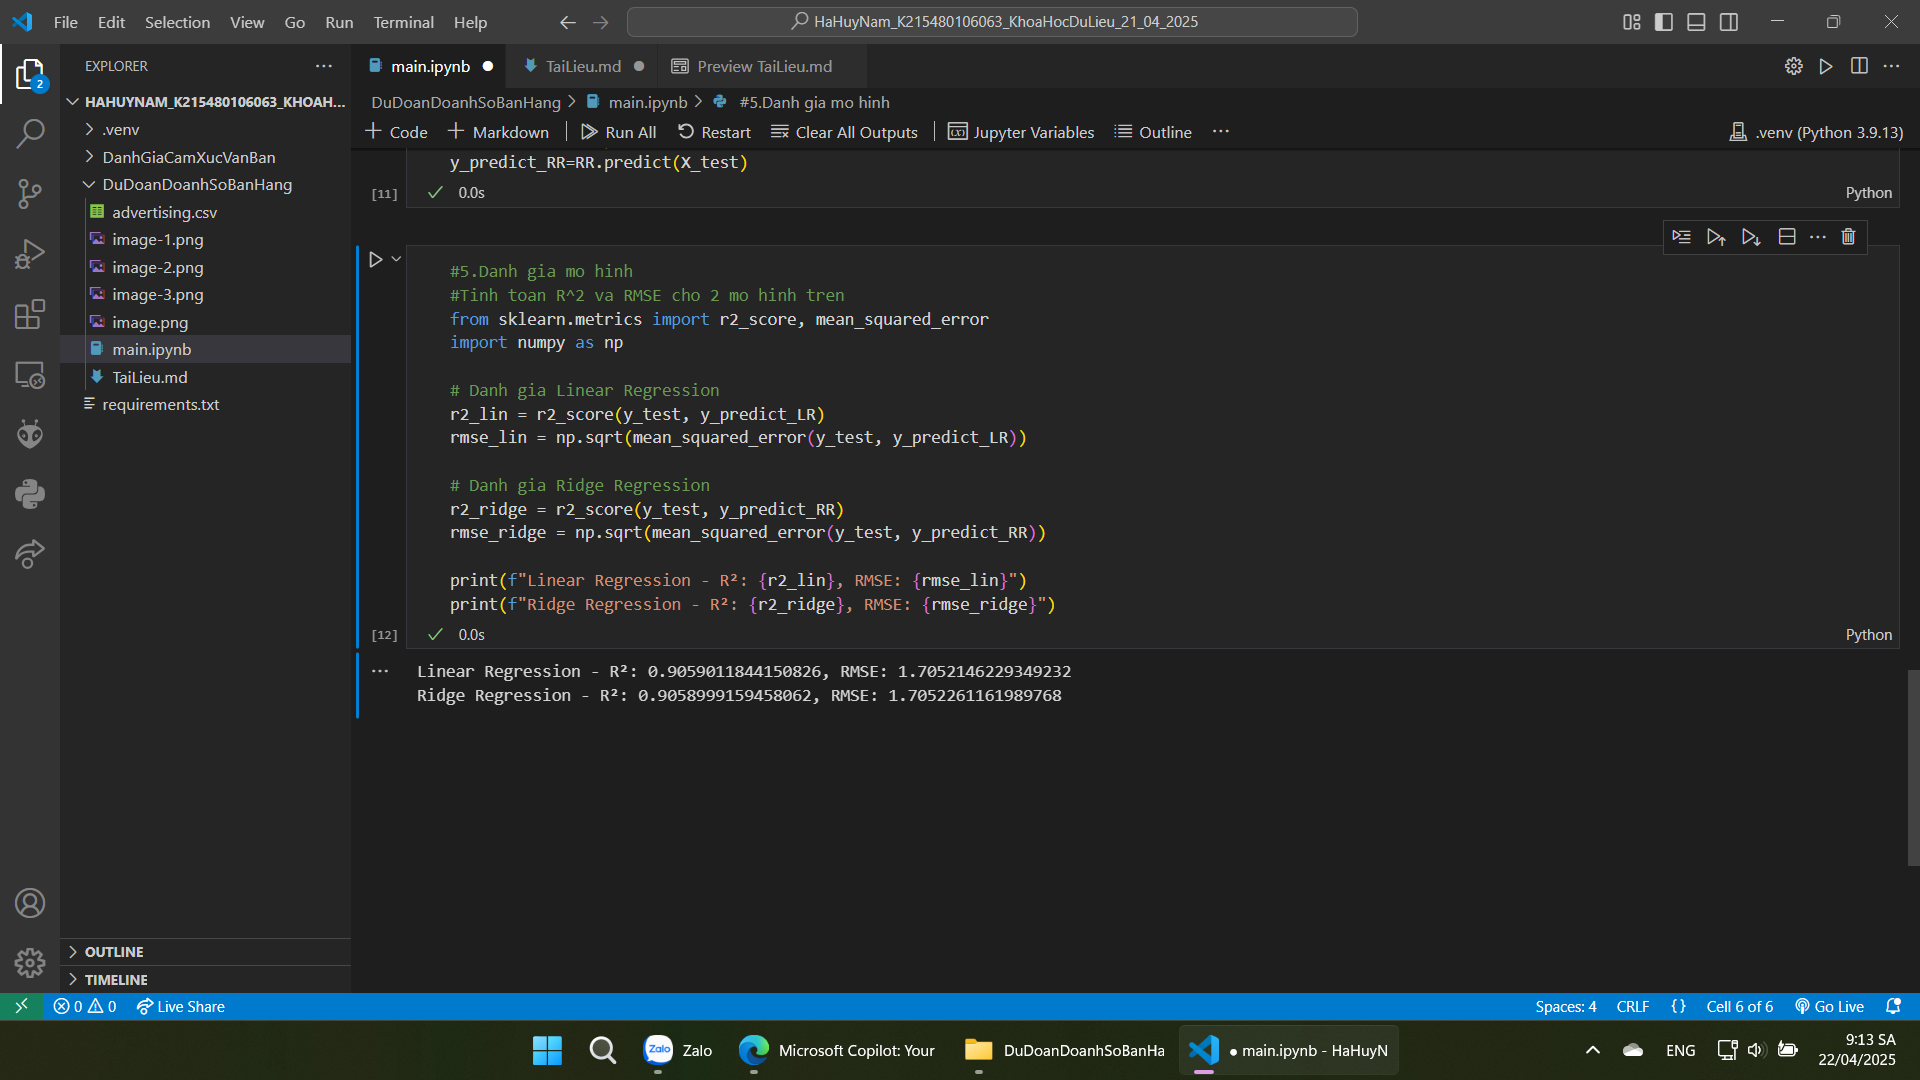 File Edit Selection View Go Run Terminal Help
HaHuyNam_K215480106063_KhoaHocDuLieu_21_04_2025
EXPLORER
main.ipynb
TaiLieu.md
Preview TaiLieu.md
HAHUYNAM_K215480106063_KHOAH...
.venv
DanhGiaCamXucVanBan
DuDoanDoanhSoBanHang
advertising.csv
image-1.png
image-2.png
image-3.png
image.png
main.ipynb
TaiLieu.md
requirements.txt
OUTLINE
TIMELINE
2
DuDoanDoanhSoBanHang > main.ipynb > #5.Danh gia mo hinh
+ Code + Markdown Run All Restart Clear All Outputs Jupyter Variables Outline ... .venv (Python 3.9.13)
y_predict_RR=RR.predict(X_test)
[11] 0.0s Python
#5.Danh gia mo hinh
#Tinh toan R^2 va RMSE cho 2 mo hinh tren
from sklearn.metrics import r2_score, mean_squared_error
import numpy as np
# Danh gia Linear Regression
r2_lin = r2_score(y_test, y_predict_LR)
rmse_lin = np.sqrt(mean_squared_error(y_test, y_predict_LR))
# Danh gia Ridge Regression
r2_ridge = r2_score(y_test, y_predict_RR)
rmse_ridge = np.sqrt(mean_squared_error(y_test, y_predict_RR))
print(f"Linear Regression - R²: {r2_lin}, RMSE: {rmse_lin}")
print(f"Ridge Regression - R²: {r2_ridge}, RMSE: {rmse_ridge}")
[12] 0.0s Python
Linear Regression - R²: 0.9059011844150826, RMSE: 1.7052146229349232
Ridge Regression - R²: 0.9058999159458062, RMSE: 1.7052261161989768
0 0 Live Share
Spaces: 4 CRLF {} Cell 6 of 6 Go Live
Zalo Zalo
Microsoft Copilot: Your
DuDoanDoanhSoBanHa
● main.ipynb - HaHuyN
ENG
9:13 SA
22/04/2025